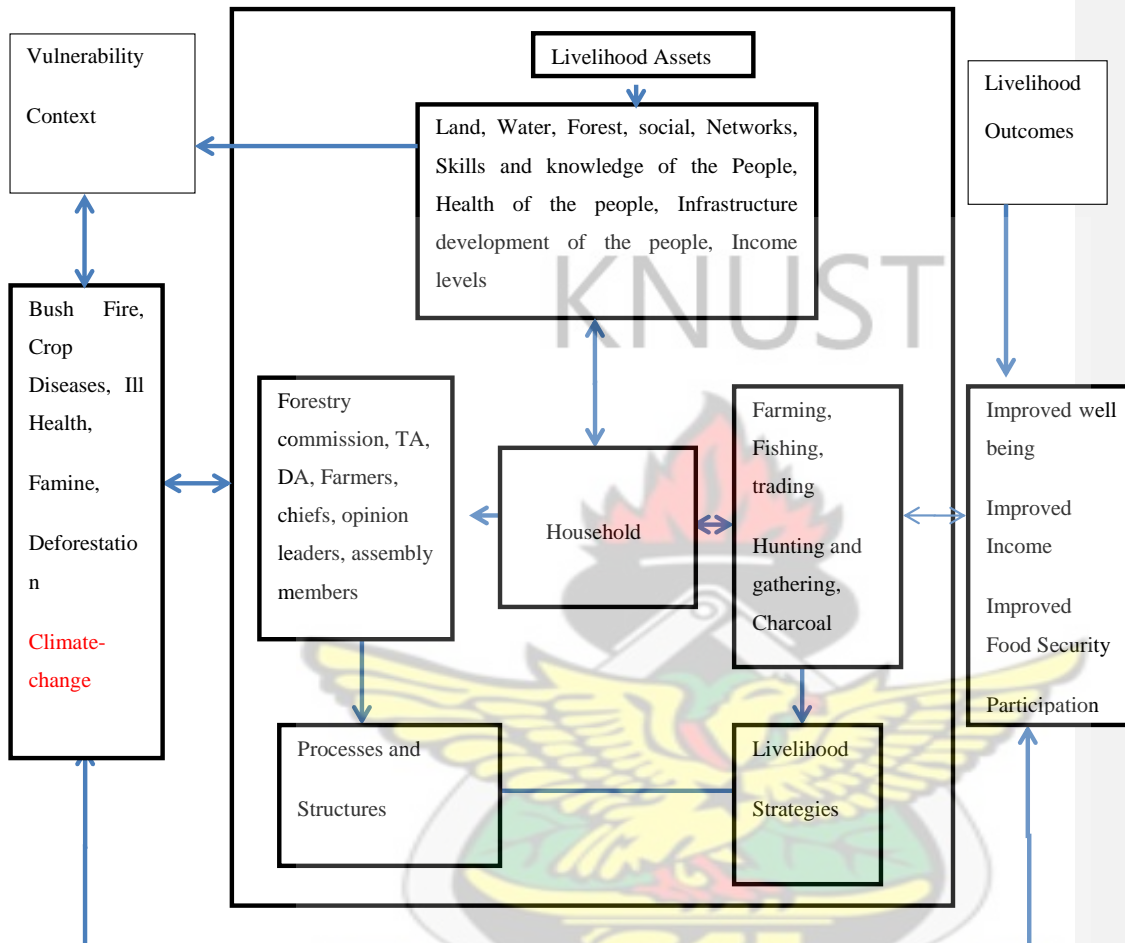 Vulnerability
Context
Livelihood Assets
Livelihood
Outcomes
Land, Water, Forest, social, Networks,
Skills and knowledge of the People,
Health of the people, Infrastructure
development of the people, Income
levels
KNUST
Bush Fire,
Crop
Diseases, Ill
Health,
Famine,
Deforestatio
n
Climate-
change
Forestry
commission, TA,
DA, Farmers,
chiefs, opinion
leaders, assembly
members
Household
Farming,
Fishing,
trading
Hunting and
gathering,
Charcoal
Improved well
being
Improved
Income
Improved
Food Security
Participation
Processes and
Structures
Livelihood
Strategies